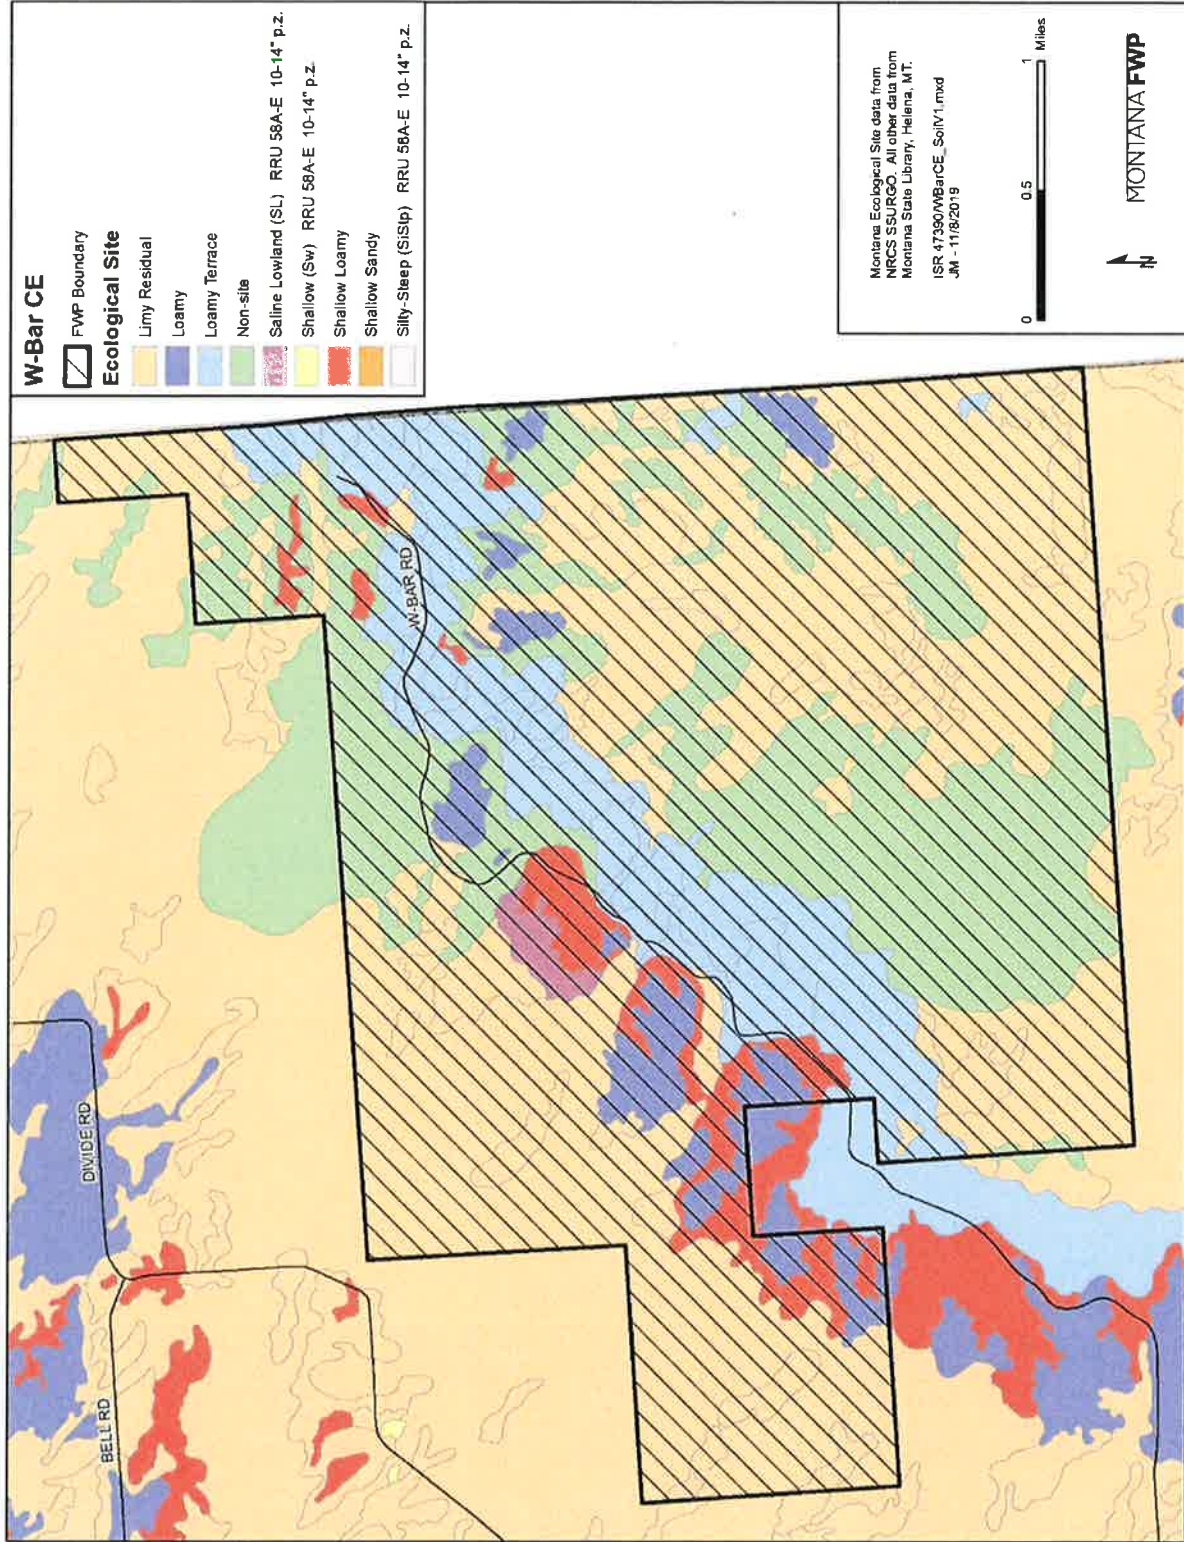 W-Bar CE
FWP Boundary
Ecological Site
Limy Residual
Loamy
Loamy Terrace
Non-site
Saline Lowland (SL) RRU 58A-E 10-14" p.z.
Shallow (Sw) RRU 58A-E 10-14" p.z.
Shallow Loamy
Shallow Sandy
Silty-Steep (SiStp) RRU 58A-E 10-14" p.z.
BELL RD
DIVIDE RD
W-BAR RD
Montana Ecological Site data from
NRCS SSURGO. All other data from
Montana State Library, Helena, MT.
ISR 47390/WBarCE_SoilV1.mxd
JM - 11/8/2019
0 0.5 1
Miles
N
MONTANA FWP